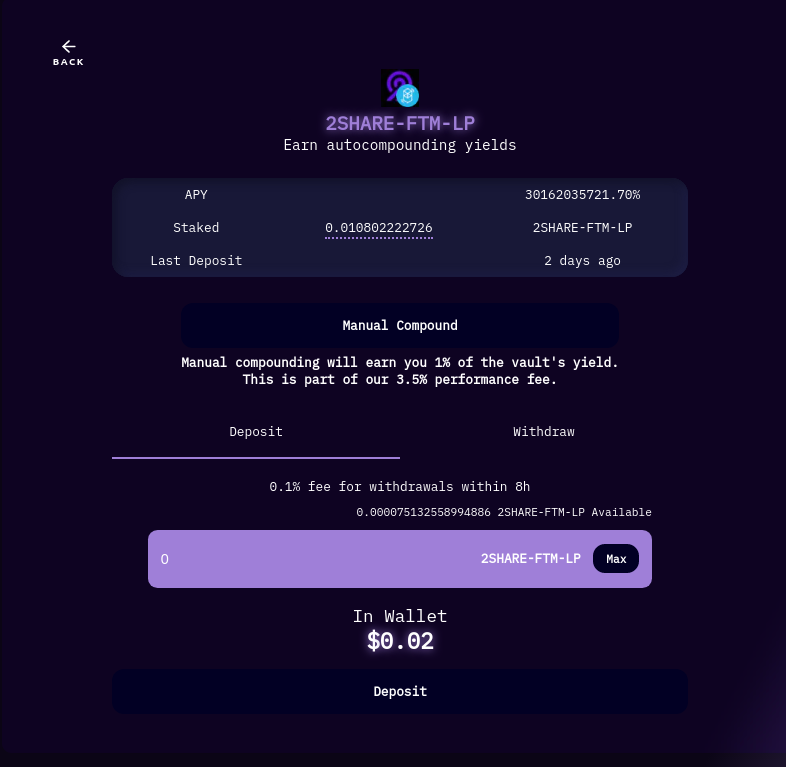 BACK
2SHARE-FTM-LP
Earn autocompounding yields
APY 30162035721.70%
Staked 0.010802222726 2SHARE-FTM-LP
Last Deposit 2 days ago
Manual Compound
Manual compounding will earn you 1% of the vault's yield.
This is part of our 3.5% performance fee.
Deposit Withdraw
0.1% fee for withdrawals within 8h
0.000075132558994886 2SHARE-FTM-LP Available
0 2SHARE-FTM-LP Max
In Wallet
$0.02
Deposit